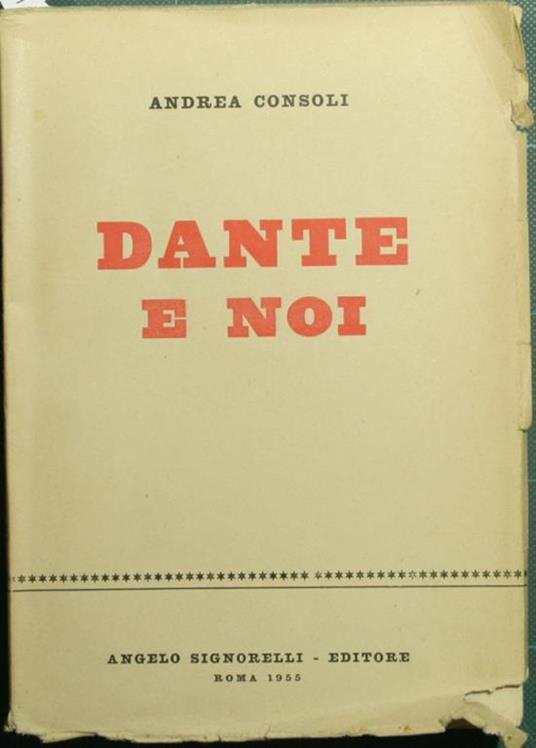 ANDREA CONSOLI
DANTE
E NOI
ANGELO SIGNORELLI - EDITORE
ROMA 1955